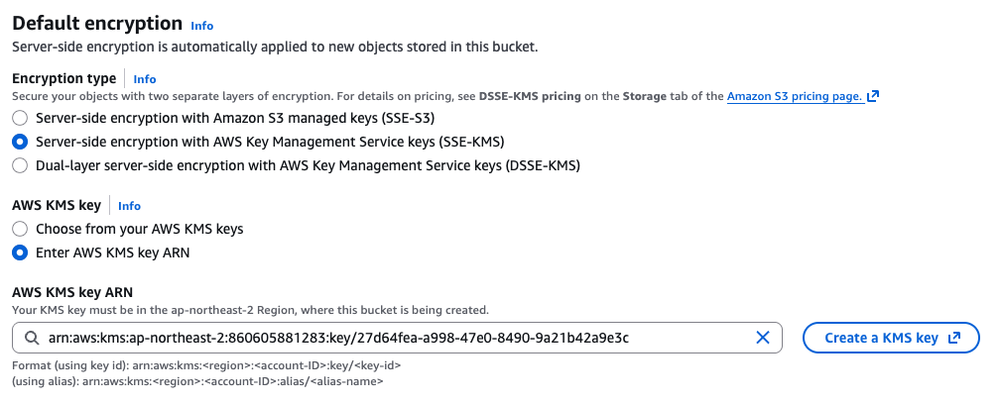 Default encryption Info
Server-side encryption is automatically applied to new objects stored in this bucket.
Encryption type Info
Secure your objects with two separate layers of encryption. For details on pricing, see DSSE-KMS pricing on the Storage tab of the Amazon S3 pricing page.
Server-side encryption with Amazon S3 managed keys (SSE-S3)
Server-side encryption with AWS Key Management Service keys (SSE-KMS)
Dual-layer server-side encryption with AWS Key Management Service keys (DSSE-KMS)
AWS KMS key Info
Choose from your AWS KMS keys
Enter AWS KMS key ARN
AWS KMS key ARN
Your KMS key must be in the ap-northeast-2 Region, where this bucket is being created.
arn:aws:kms:ap-northeast-2:860605881283:key/27d64fea-a998-47e0-8490-9a21b42a9e3c
Create a KMS key
Format (using key id): arn:aws:kms:<region>:<account-ID>:key/<key-id>
(using alias): arn:aws:kms:<region>:<account-ID>:alias/<alias-name>